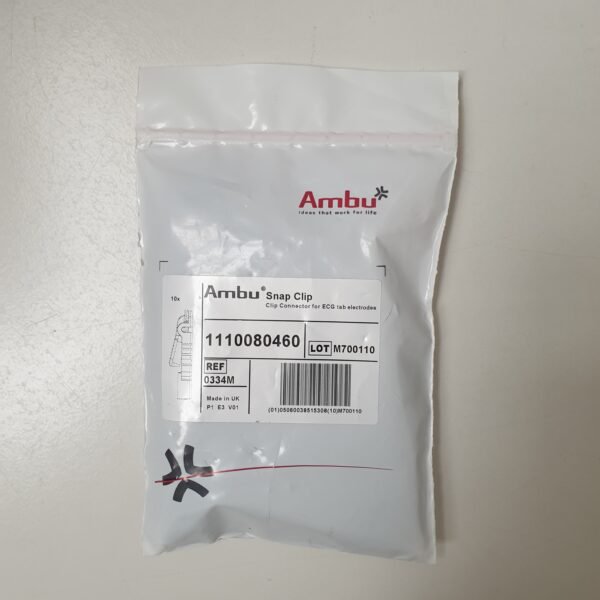 Ambu
Ideas that work for life
10x
Ambu® Snap Clip
Clip Connector for ECG tab electrodes
1110080460
LOT M700110
REF
0334M
Made in UK
P1 E3 V01
(01)05060039515308(10)M700110